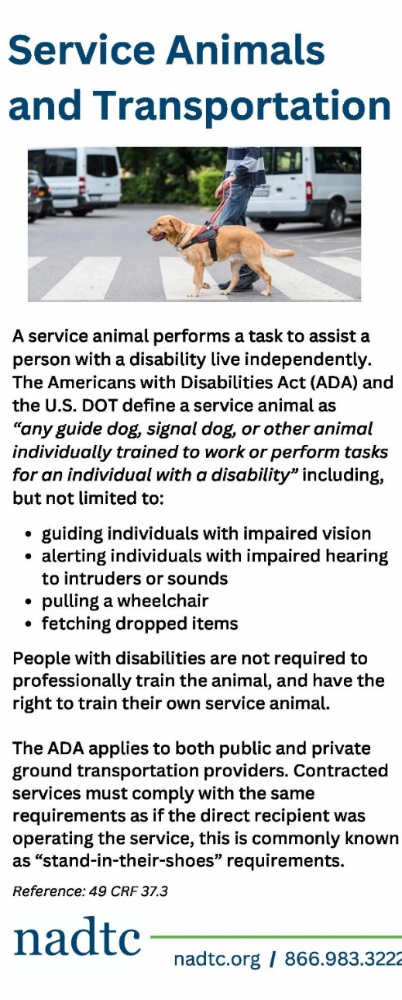 Service Animals
and Transportation
A service animal performs a task to assist a
person with a disability live independently.
The Americans with Disabilities Act (ADA) and
the U.S. DOT define a service animal as
“any guide dog, signal dog, or other animal
individually trained to work or perform tasks
for an individual with a disability” including,
but not limited to:
• guiding individuals with impaired vision
• alerting individuals with impaired hearing
to intruders or sounds
• pulling a wheelchair
• fetching dropped items
People with disabilities are not required to
professionally train the animal, and have the
right to train their own service animal.
The ADA applies to both public and private
ground transportation providers. Contracted
services must comply with the same
requirements as if the direct recipient was
operating the service, this is commonly known
as “stand-in-their-shoes” requirements.
Reference: 49 CRF 37.3
nadtc
nadtc.org / 866.983.3222